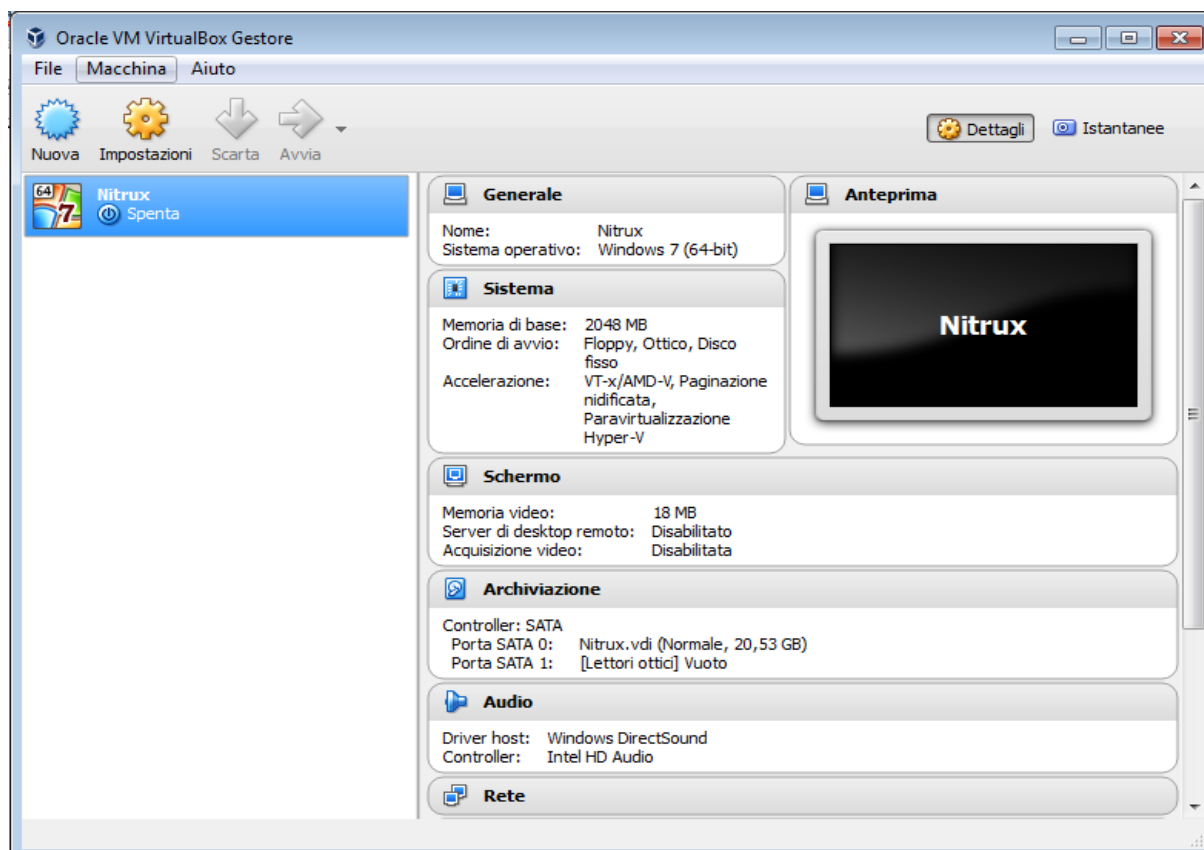 Oracle VM VirtualBox Gestore
File Macchina Aiuto
Nuova Impostazioni Scarta Avvia
Dettagli Istantanee
64
7
Nitrux
Spenta
Generale
Nome: Nitrux
Sistema operativo: Windows 7 (64-bit)
Anteprima
Nitrux
Sistema
Memoria di base: 2048 MB
Ordine di avvio: Floppy, Ottico, Disco
fisso
Accelerazione: VT-x/AMD-V, Paginazione
nidificata,
Paravirtualizzazione
Hyper-V
Schermo
Memoria video: 18 MB
Server di desktop remoto: Disabilitato
Acquisizione video: Disabilitata
Archiviazione
Controller: SATA
Porta SATA 0: Nitrux.vdi (Normale, 20,53 GB)
Porta SATA 1: [Lettori ottici] Vuoto
Audio
Driver host: Windows DirectSound
Controller: Intel HD Audio
Rete